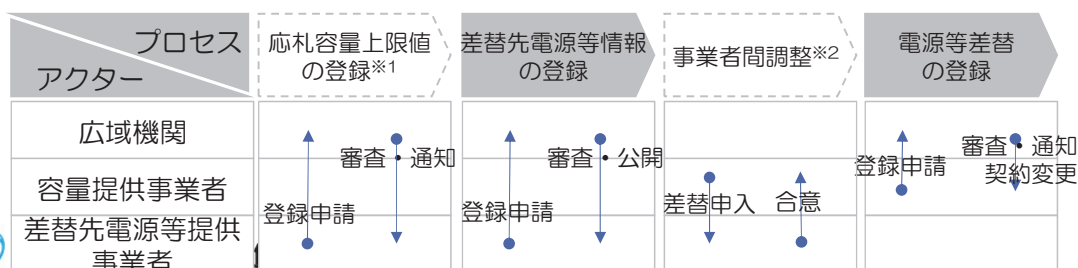 プロセス
アクター
応札容量上限値
の登録※1
差替先電源等情報
の登録
事業者間調整※2
電源等差替
の登録
広域機関
容量提供事業者
差替先電源等提供
事業者
登録申請
審査・通知
登録申請
審査・公開
差替申入
合意
登録申請
審査・通知
契約変更